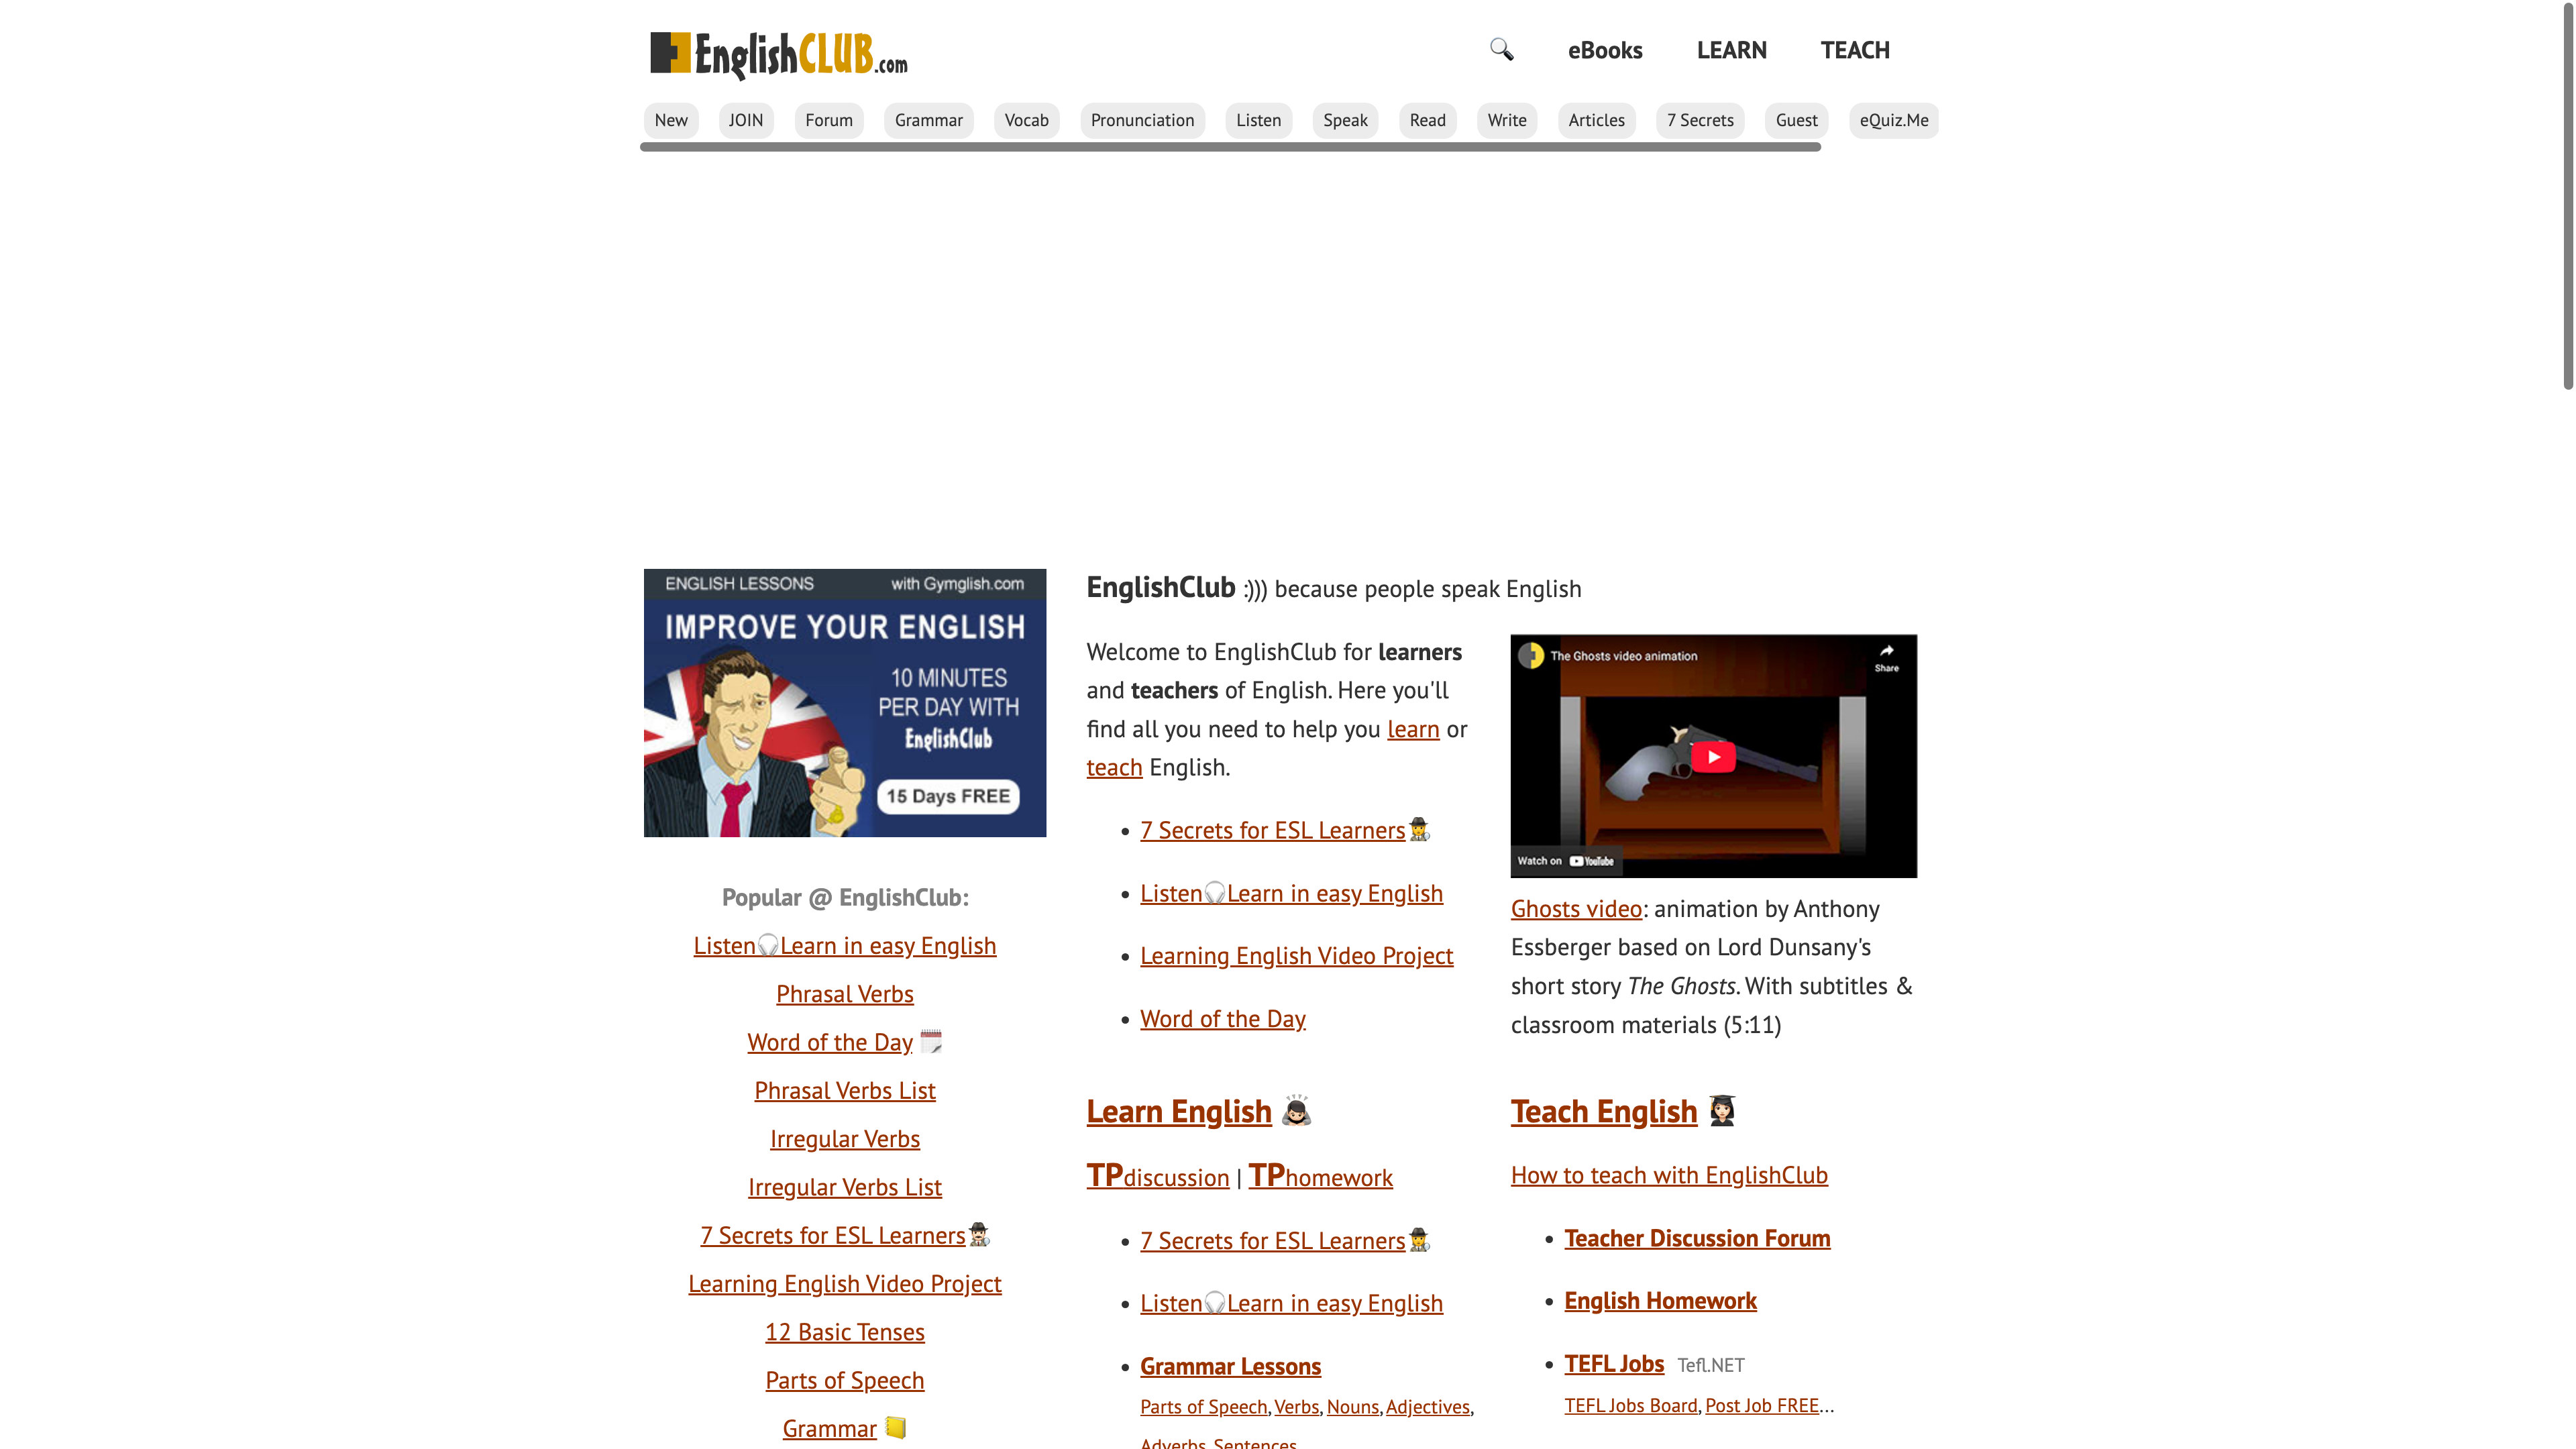 EnglishCLUB.com
eBooks LEARN TEACH
New JOIN Forum Grammar Vocab Pronunciation Listen Speak Read Write Articles 7 Secrets Guest eQuiz.Me
ENGLISH LESSONS with Gymglish.com
IMPROVE YOUR ENGLISH
10 MINUTES
PER DAY WITH
EnglishClub
15 Days FREE
Popular @ EnglishClub:
Listen Learn in easy English
Phrasal Verbs
Word of the Day
Phrasal Verbs List
Irregular Verbs
Irregular Verbs List
7 Secrets for ESL Learners
Learning English Video Project
12 Basic Tenses
Parts of Speech
Grammar
EnglishClub :))) because people speak English
Welcome to EnglishClub for learners
and teachers of English. Here you'll
find all you need to help you learn or
teach English.
7 Secrets for ESL Learners
Listen Learn in easy English
Learning English Video Project
Word of the Day
The Ghosts video animation
Share
Watch on YouTube
Ghosts video: animation by Anthony
Essberger based on Lord Dunsany's
short story The Ghosts. With subtitles &
classroom materials (5:11)
Learn English
TPdiscussion | TPhomework
7 Secrets for ESL Learners
Listen Learn in easy English
Grammar Lessons
Parts of Speech, Verbs, Nouns, Adjectives,
Adverbs, Sentences
Teach English
How to teach with EnglishClub
Teacher Discussion Forum
English Homework
TEFL Jobs Tefl.NET
TEFL Jobs Board, Post Job FREE...